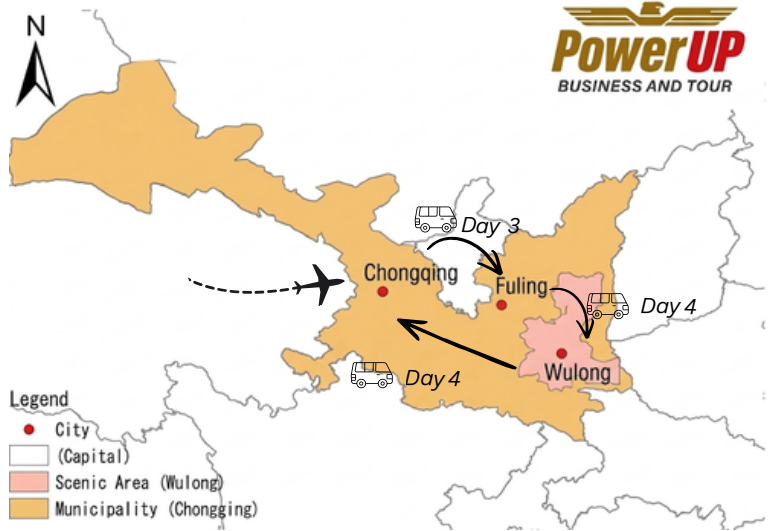 N
PowerUP
BUSINESS AND TOUR
Day 3
Chongqing
Fuling
Day 4
Wulong
Day 4
Legend
City
(Capital)
Scenic Area (Wulong)
Municipality (Chongging)